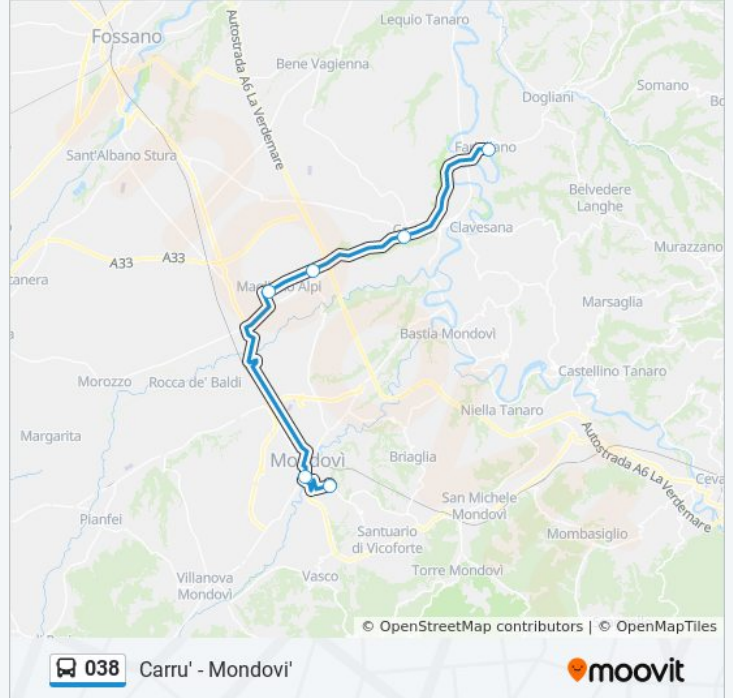 Lequio Tanaro
Fossano
Autostrada A6 La Verdemare
Bene Vagienna
Somano
Dogliani
Sant'Albano Stura
Belvedere
Langhe
Clavesana
Murazzano
A33
A33
tanera
Alpi
Marsaglia
Bastia Mondovì
Castellino Tanaro
Morozzo
Rocca de' Baldi
Niella Tanaro
Margarita
Autostrada A6 La Verdemare
Briaglia
Ceva
San Michele
Mondovì
Pianfei
Santuario
di Vicoforte
Mombasiglio
Torre Mondovì
Villanova
Mondovì
Vasco
© OpenStreetMap contributors | © OpenMapTiles
038 Carru' - Mondovi'
moovit